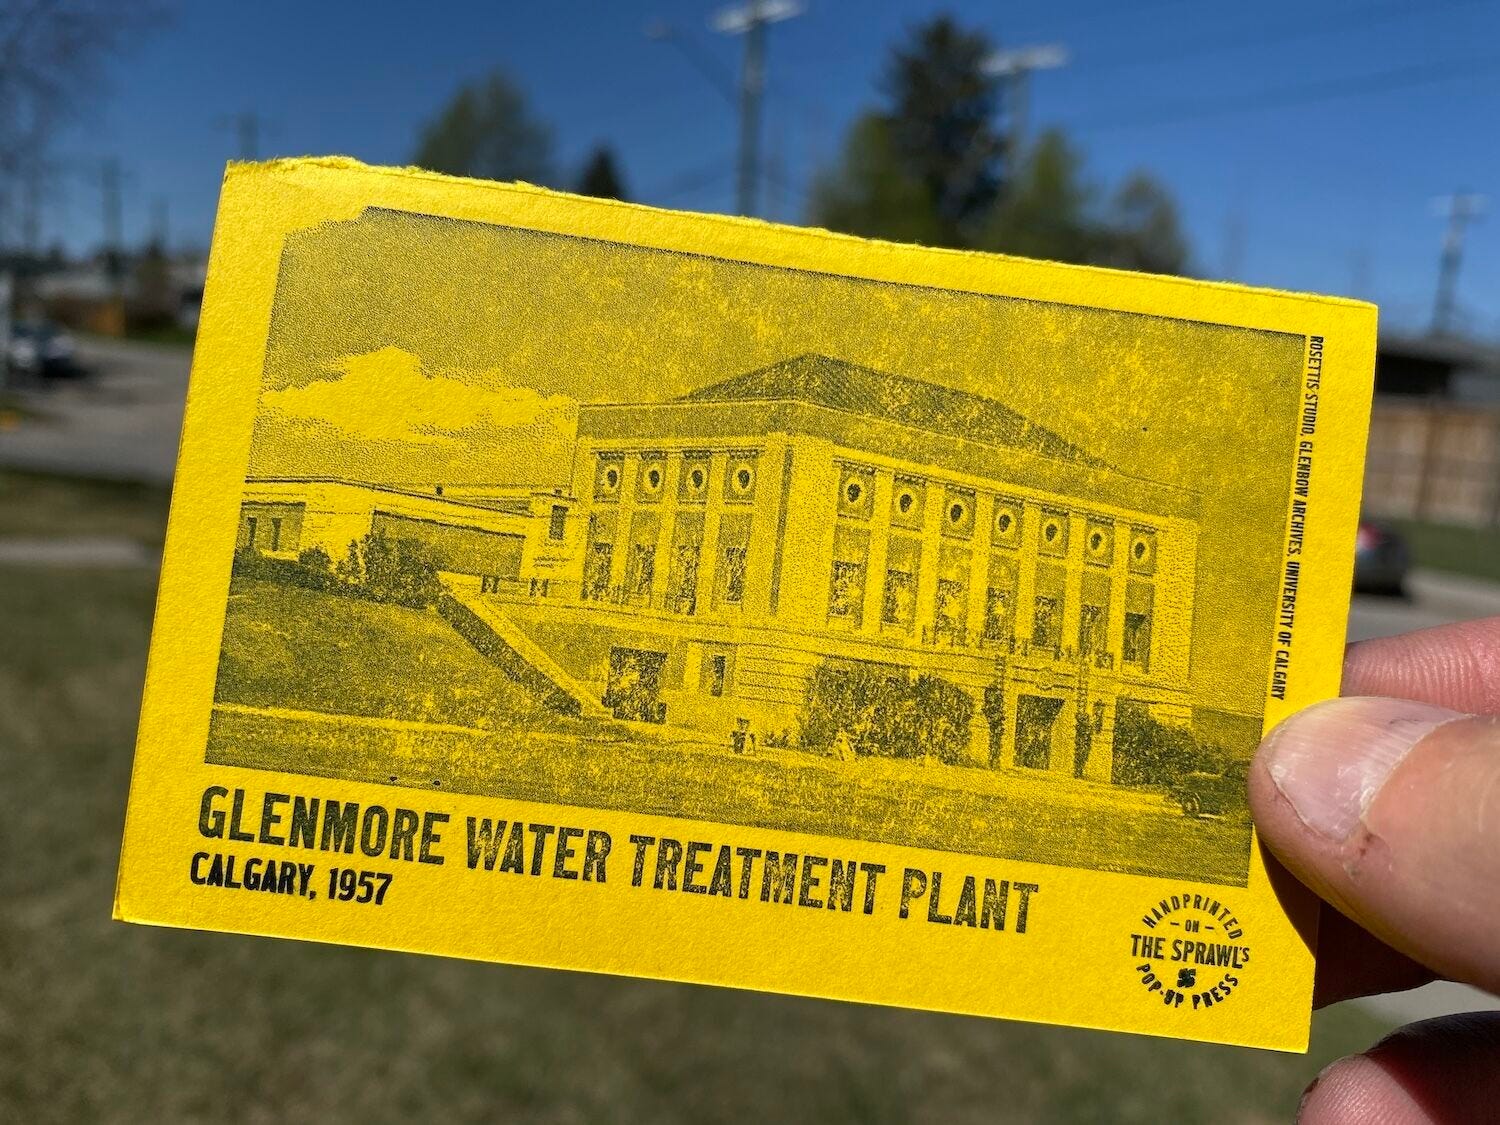 ROSETTIS STUDIO, GLENBOW ARCHIVES, UNIVERSITY OF CALGARY
GLENMORE WATER TREATMENT PLANT
CALGARY, 1957
HANDPRINTED
– ON –
THE SPRAWL'S
POP-UP PRESS